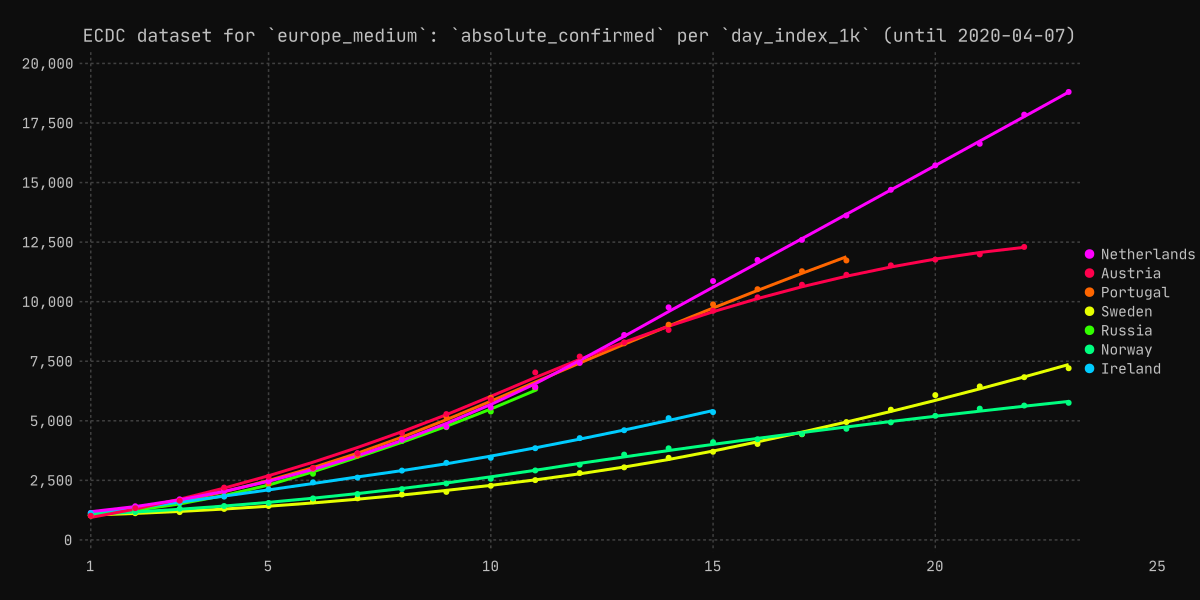 ECDC dataset for `europe_medium`: `absolute_confirmed` per `day_index_1k` (until 2020-04-07)
20,000
17,500
15,000
12,500
10,000
7,500
5,000
2,500
0
1 5 10 15 20 25
Netherlands
Austria
Portugal
Sweden
Russia
Norway
Ireland